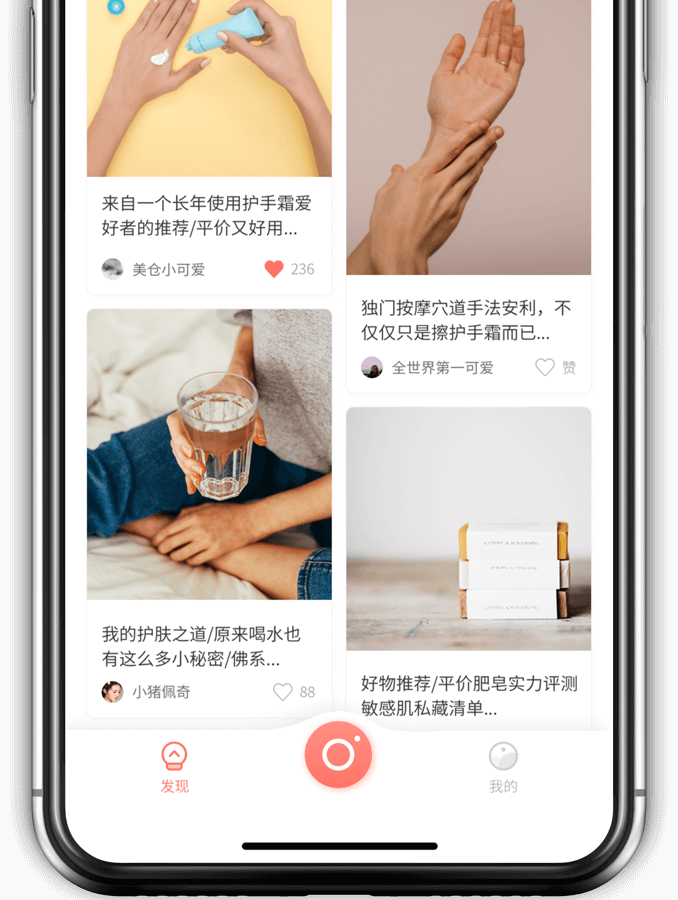 来自一个长年使用护手霜爱
好者的推荐/平价又好用...
美仓小可爱
236
独门按摩穴道手法安利，不
仅仅只是擦护手霜而已...
全世界第一可爱
赞
我的护肤之道/原来喝水也
有这么多小秘密/佛系...
小猪佩奇
88
好物推荐/平价肥皂实力评测
敏感肌私藏清单...
发现
我的